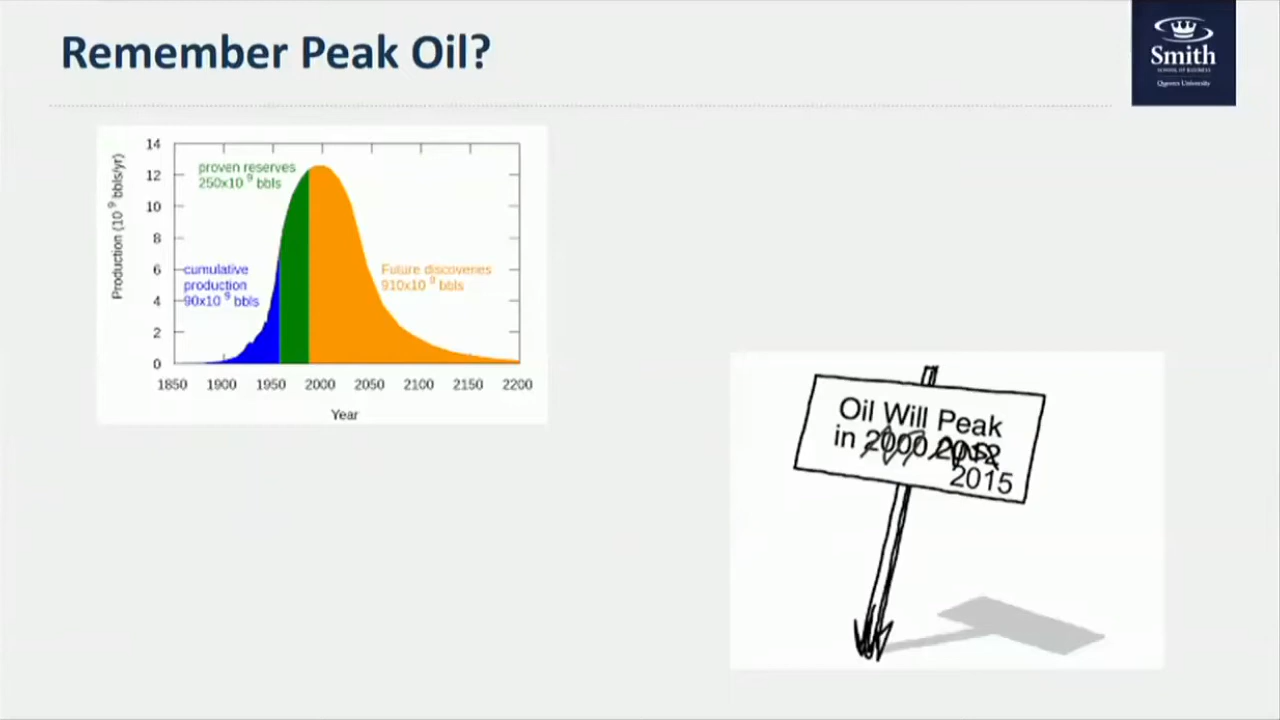 Remember Peak Oil?
Smith
SCHOOL OF BUSINESS
Queen's University
14
12
10
8
6
4
2
0
Production (10 9 bbls/yr)
proven reserves
250x10 9 bbls
cumulative
production
90x10 9 bbls
Future discoveries
910x10 9 bbls
1850 1900 1950 2000 2050 2100 2150 2200
Year
Oil Will Peak
in 2000 2012
2015